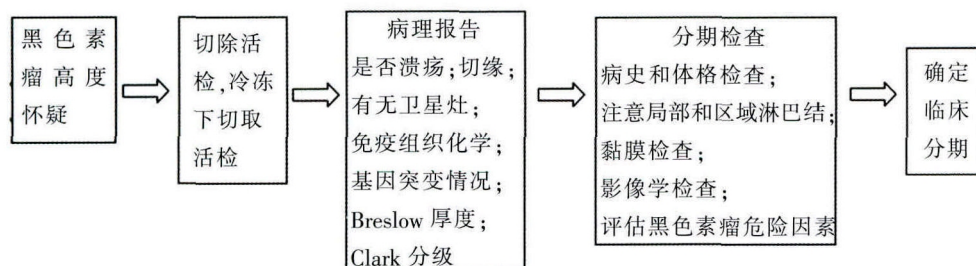 黑色素
瘤高度
怀疑
切除活
检,冷冻
下切取
活检
病理报告
是否溃疡;切缘;
有无卫星灶;
免疫组织化学;
基因突变情况;
Breslow 厚度;
Clark 分级
分期检查
病史和体格检查;
注意局部和区域淋巴结;
黏膜检查;
影像学检查;
评估黑色素瘤危险因素
确定
临床
分期